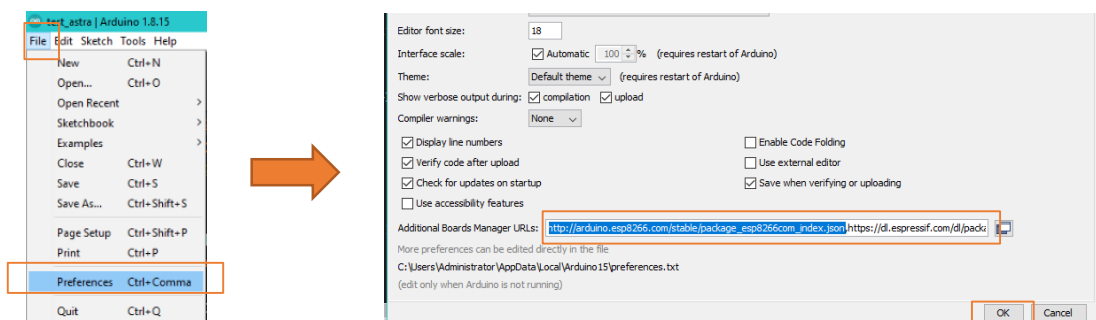 test_astra | Arduino 1.8.15
File Edit Sketch Tools Help
New Ctrl+N
Open... Ctrl+O
Open Recent >
Sketchbook >
Examples >
Close Ctrl+W
Save Ctrl+S
Save As... Ctrl+Shift+S
Page Setup Ctrl+Shift+P
Print Ctrl+P
Preferences Ctrl+Comma
Quit Ctrl+Q
Editor font size: 18
Interface scale: Automatic 100 % (requires restart of Arduino)
Theme: Default theme (requires restart of Arduino)
Show verbose output during: compilation upload
Compiler warnings: None
Display line numbers Enable Code Folding
Verify code after upload Use external editor
Check for updates on startup Save when verifying or uploading
Use accessibility features
Additional Boards Manager URLs: http://arduino.esp8266.com/stable/package_esp8266com_index.json,https://dl.espressif.com/dl/packa
More preferences can be edited directly in the file
C:\Users\Administrator\AppData\Local\Arduino15\preferences.txt
(edit only when Arduino is not running)
OK Cancel